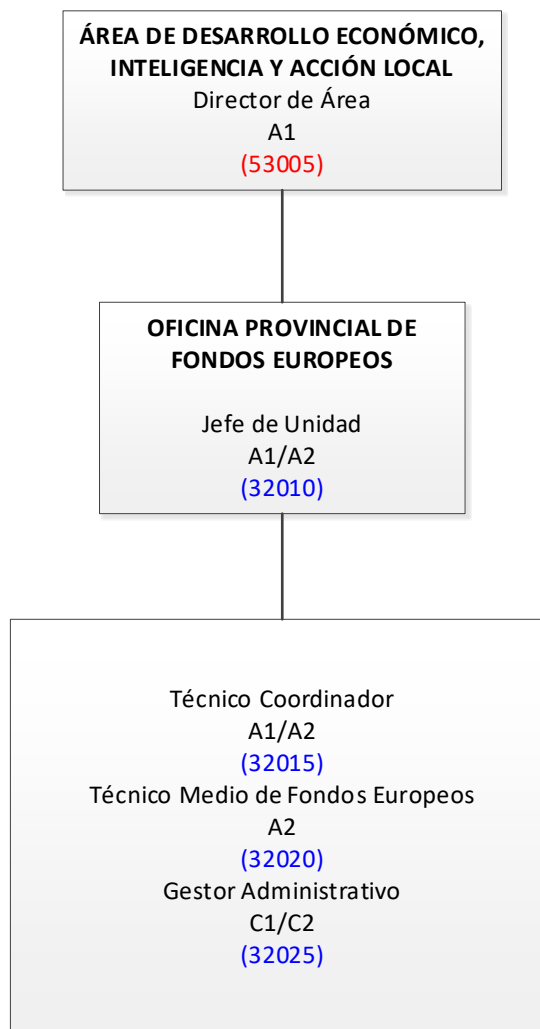 ÁREA DE DESARROLLO ECONÓMICO,
INTELIGENCIA Y ACCIÓN LOCAL
Director de Área
A1
(53005)
OFICINA PROVINCIAL DE
FONDOS EUROPEOS
Jefe de Unidad
A1/A2
(32010)
Técnico Coordinador
A1/A2
(32015)
Técnico Medio de Fondos Europeos
A2
(32020)
Gestor Administrativo
C1/C2
(32025)